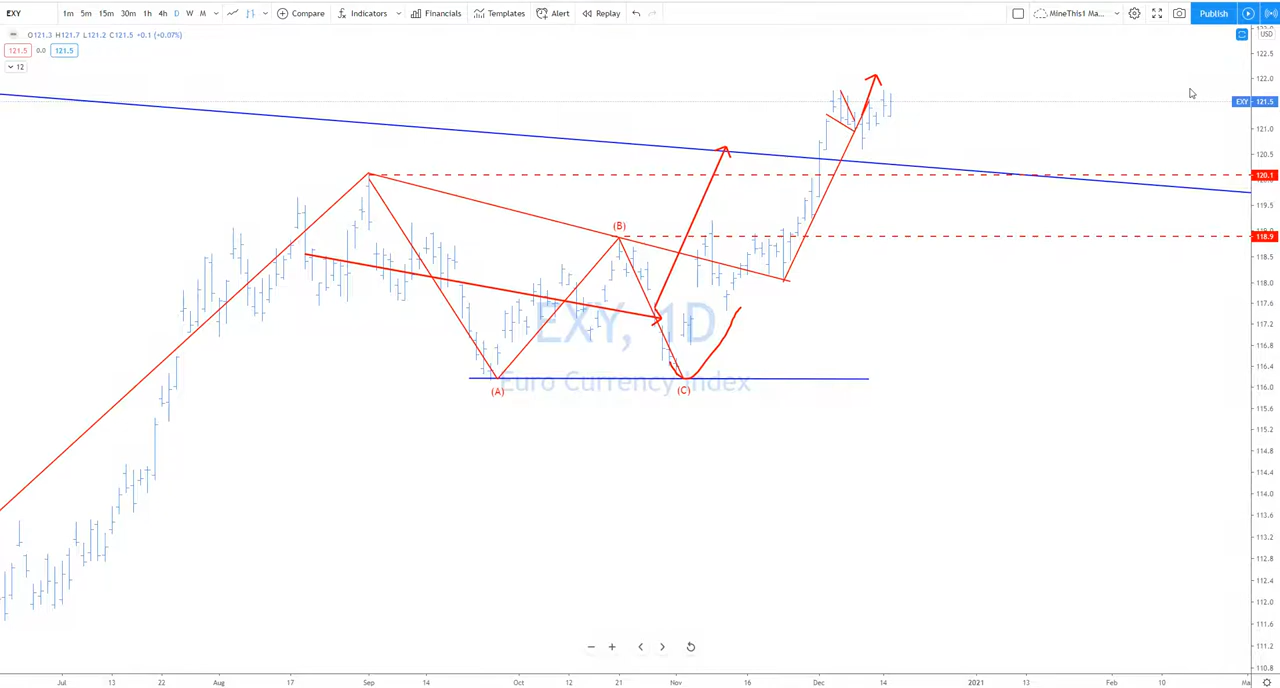 EXY 1m 5m 15m 30m 1h 4h D W M Compare Indicators Financials Templates Alert Replay MineThis1 Ma... Publish
O121.3 H121.7 L121.2 C121.5 +0.1 (+0.07%)
USD
121.5 0.0 121.5
12
122.5
122.0
EXY 121.5
121.0
120.5
120.1
119.5
(B)
118.9
118.5
118.0
117.6
EXY, 1D
117.2
116.8
116.4
Euro Currency Index
116.0
(A) (C)
115.6
115.2
114.8
114.4
114.0
113.6
113.2
112.8
112.4
112.0
111.6
111.2
110.8
Jul 13 22 Aug 17 Sep 14 Oct 12 21 Nov 16 Dec 14 2021 13 Feb 10